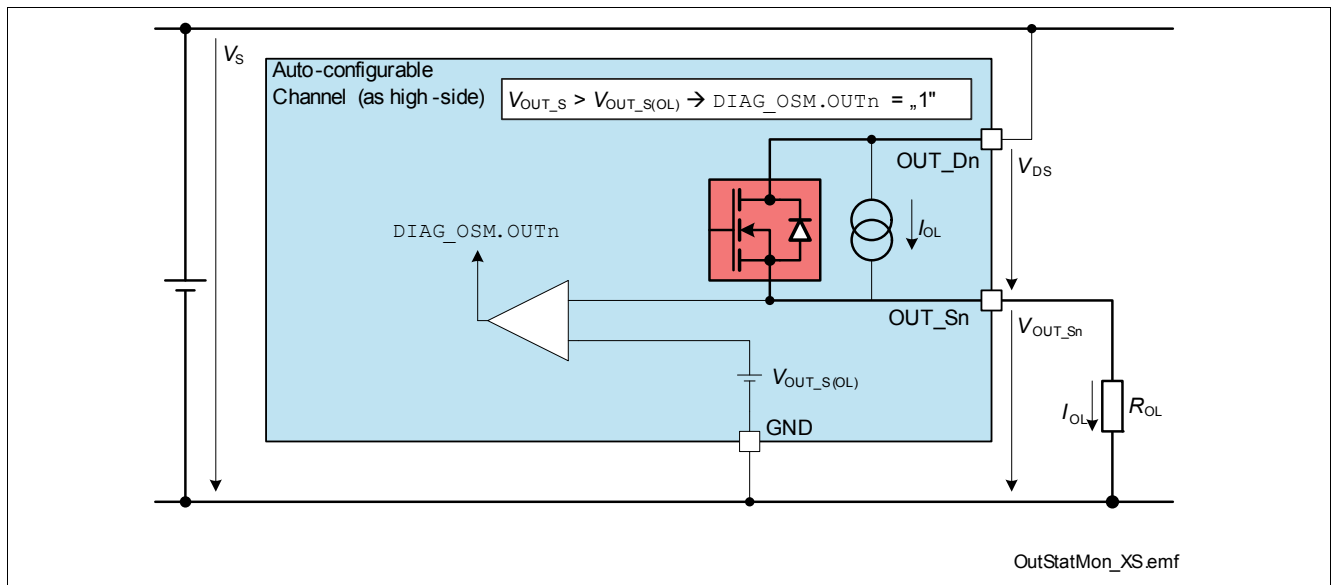 VS
Auto-configurable
Channel (as high -side)
VOUT_S > VOUT_S(OL) → DIAG_OSM.OUTn = „1"
OUT_Dn
VDS
IOL
DIAG_OSM.OUTn
OUT_Sn
VOUT_Sn
VOUT_S(OL)
IOL
ROL
GND
OutStatMon_XS.emf